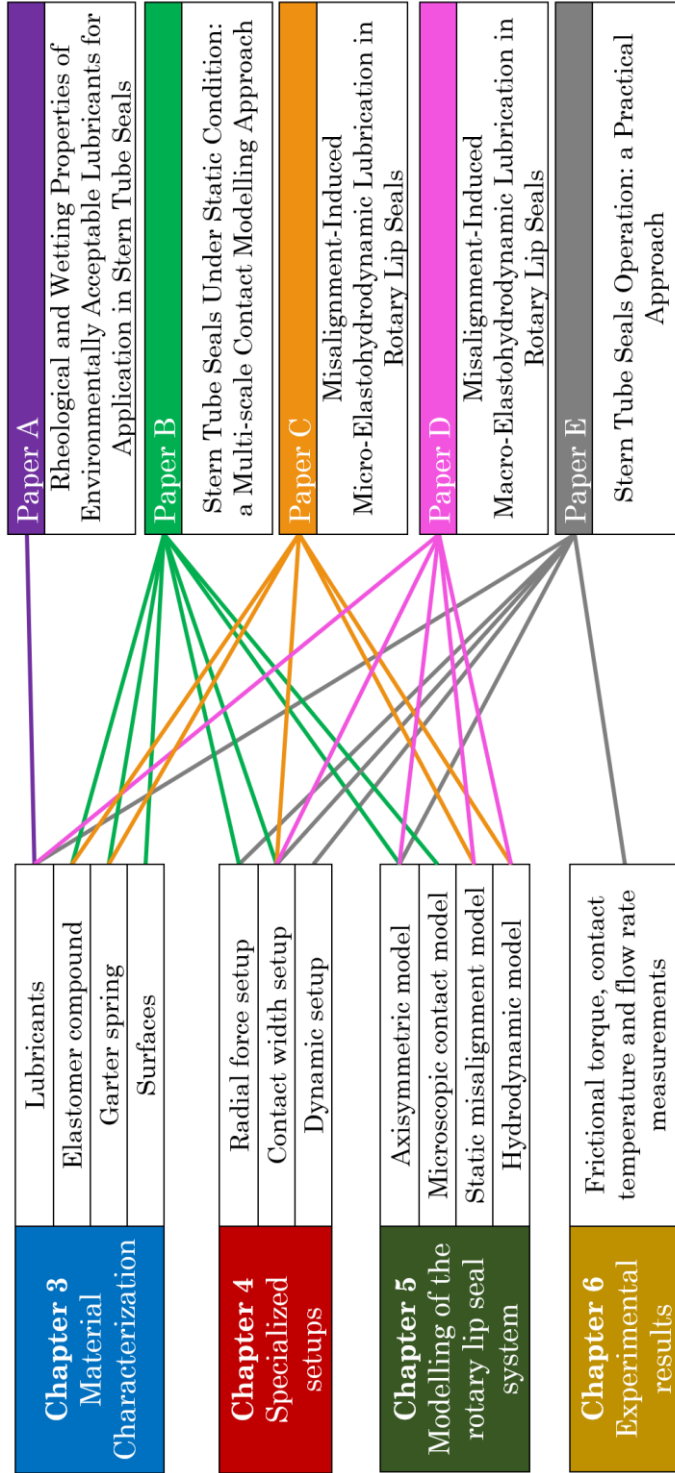 Chapter 3
Material
Characterization
Lubricants
Elastomer compound
Garter spring
Surfaces
Chapter 4
Specialized
setups
Radial force setup
Contact width setup
Dynamic setup
Chapter 5
Modelling of the
rotary lip seal
system
Axisymmetric model
Microscopic contact model
Static misalignment model
Hydrodynamic model
Chapter 6
Experimental
results
Frictional torque, contact
temperature and flow rate
measurements
Paper A
Rheological and Wetting Properties of
Environmentally Acceptable Lubricants for
Application in Stern Tube Seals
Paper B
Stern Tube Seals Under Static Condition:
a Multi-scale Contact Modelling Approach
Paper C
Misalignment-Induced
Micro-Elastohydrodynamic Lubrication in
Rotary Lip Seals
Paper D
Misalignment-Induced
Macro-Elastohydrodynamic Lubrication in
Rotary Lip Seals
Paper E
Stern Tube Seals Operation: a Practical
Approach